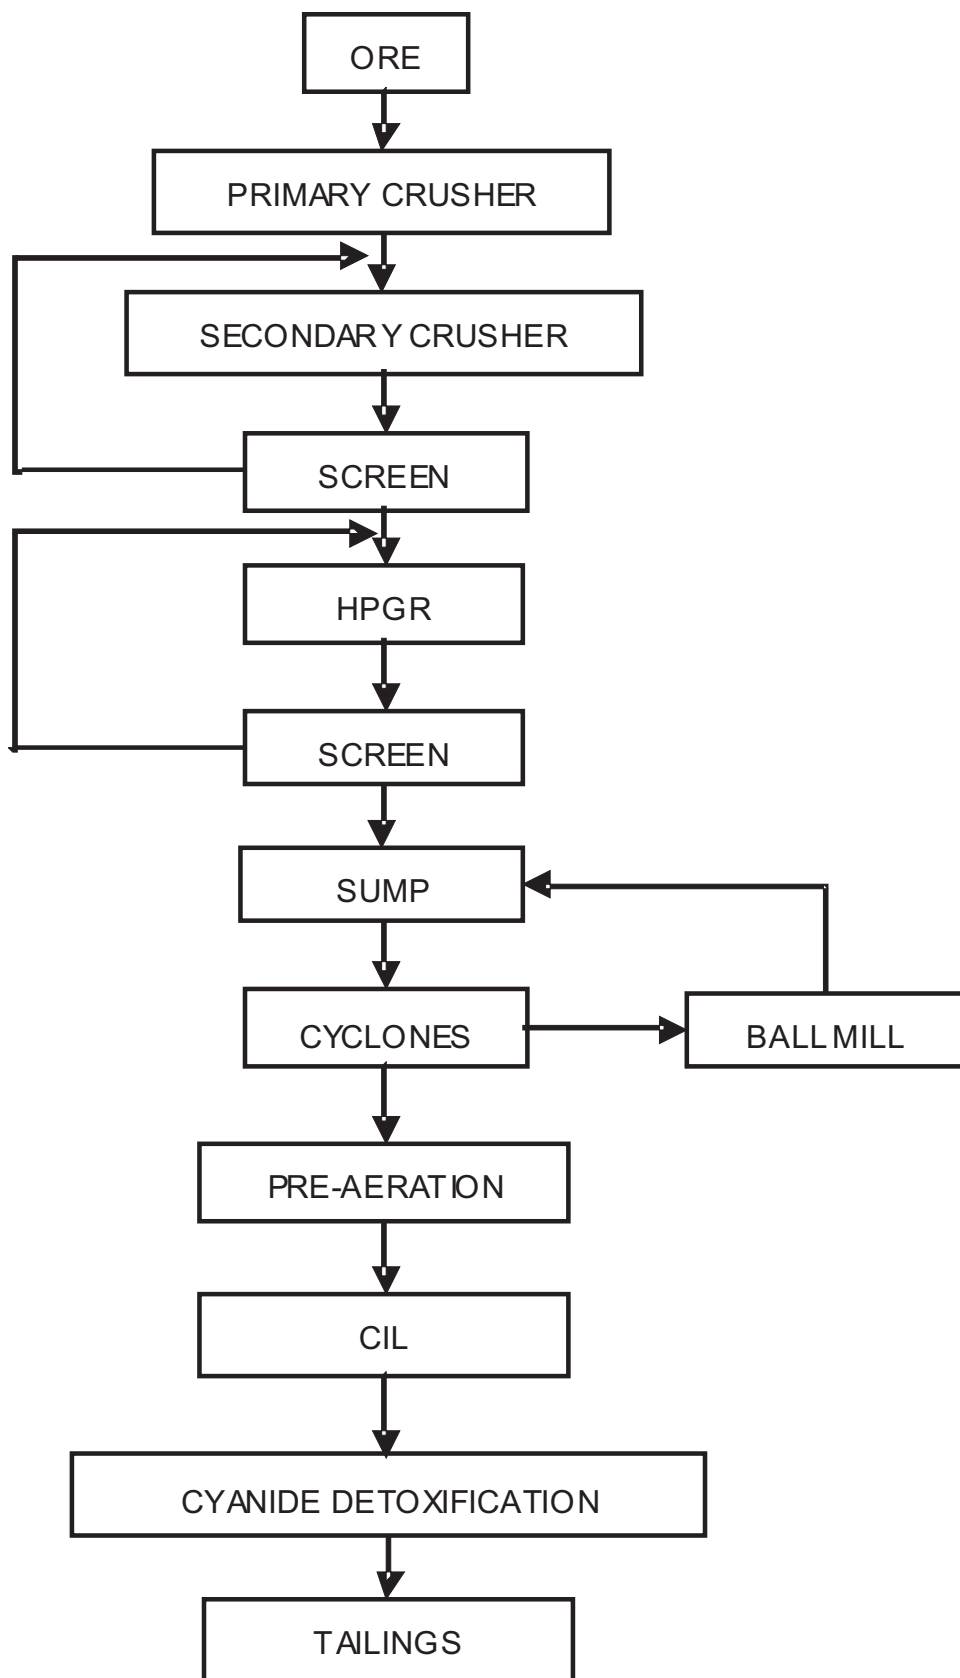 ORE
PRIMARY CRUSHER
SECONDARY CRUSHER
SCREEN
HPGR
SCREEN
SUMP
CYCLONES
BALL MILL
PRE-AERATION
CIL
CYANIDE DETOXIFICATION
TAILINGS